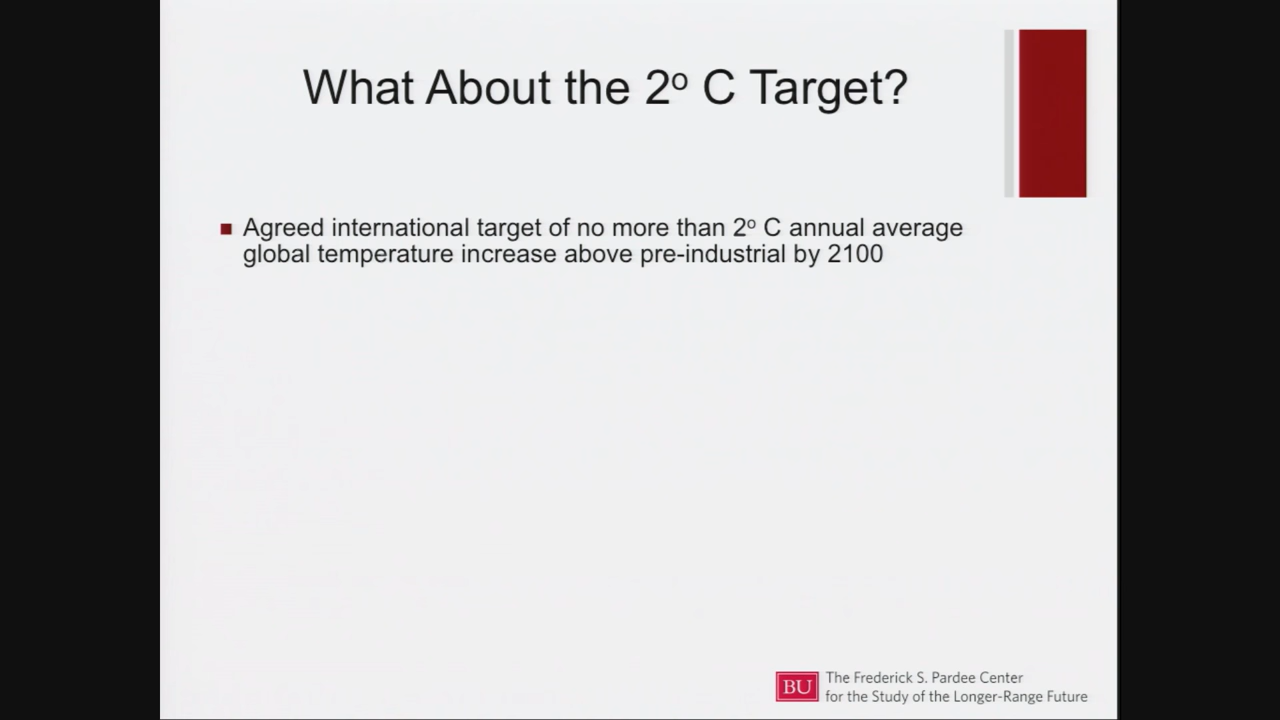 What About the 2º C Target?
Agreed international target of no more than 2º C annual average
global temperature increase above pre-industrial by 2100
BU
The Frederick S. Pardee Center
for the Study of the Longer-Range Future